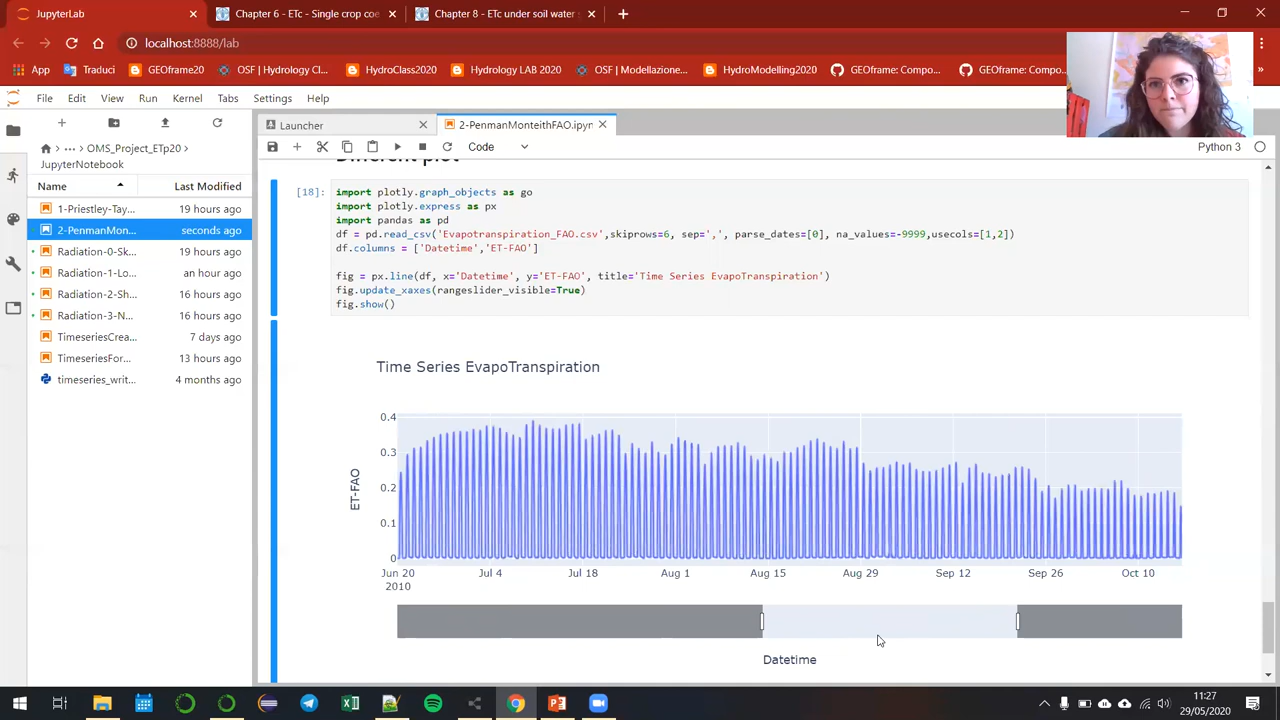 JupyterLab
Chapter 6 - ETc - Single crop coe
Chapter 8 - ETc under soil water s
localhost:8888/lab
App
Traduci
GEOframe20
OSF | Hydrology Cl...
HydroClass2020
Hydrology LAB 2020
OSF | Modellazione...
HydroModelling2020
GEOframe: Compo...
GEOframe: Compo...
File
Edit
View
Run
Kernel
Tabs
Settings
Help
Launcher
2-PenmanMonteithFAO.ipyn
Code
Python 3
OMS_Project_ETp20 >
JupyterNotebook
Name
Last Modified
1-Priestley-Tay...
19 hours ago
2-PenmanMon...
seconds ago
Radiation-0-Sk...
19 hours ago
Radiation-1-Lo...
an hour ago
Radiation-2-Sh...
16 hours ago
Radiation-3-N...
16 hours ago
TimeseriesCrea...
7 days ago
TimeseriesFor...
13 hours ago
timeseries_writ...
4 months ago
Different plot
[18]:
import plotly.graph_objects as go
import plotly.express as px
import pandas as pd
df = pd.read_csv('Evapotranspiration_FAO.csv',skiprows=6, sep=',', parse_dates=[0], na_values=-9999,usecols=[1,2])
df.columns = ['Datetime','ET-FAO']
fig = px.line(df, x='Datetime', y='ET-FAO', title='Time Series EvapoTranspiration')
fig.update_xaxes(rangeslider_visible=True)
fig.show()
Time Series EvapoTranspiration
0.4
0.3
0.2
0.1
0
ET-FAO
Jun 20
2010
Jul 4
Jul 18
Aug 1
Aug 15
Aug 29
Sep 12
Sep 26
Oct 10
Datetime
11:27
29/05/2020